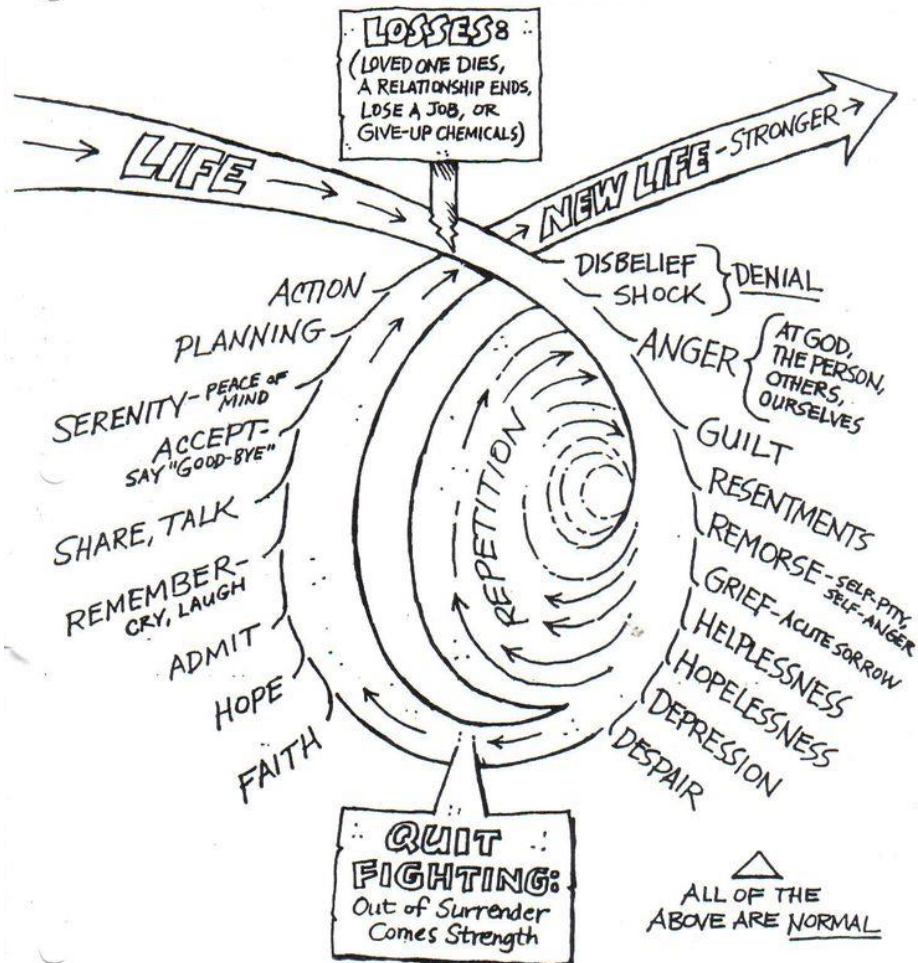 LOSSES:
(LOVED ONE DIES,
A RELATIONSHIP ENDS,
LOSE A JOB, OR
GIVE-UP CHEMICALS)
LIFE
NEW LIFE - STRONGER
DISBELIEF
SHOCK
DENIAL
ANGER
AT GOD,
THE PERSON,
OTHERS,
OURSELVES
GUILT
RESENTMENTS
REMORSE - SELF-PITY,
SELF-ANGER
GRIEF - ACUTE SORROW
HELPLESSNESS
HOPELESSNESS
DEPRESSION
DESPAIR
REPETITION
ACTION
PLANNING
SERENITY - PEACE OF
MIND
ACCEPT -
SAY "GOOD-BYE"
SHARE, TALK
REMEMBER -
CRY, LAUGH
ADMIT
HOPE
FAITH
QUIT
FIGHTING:
Out of Surrender
Comes Strength
ALL OF THE
ABOVE ARE NORMAL